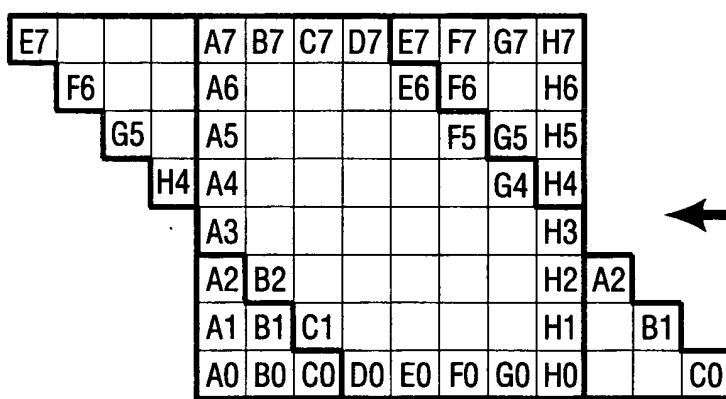 E7 A7 B7 C7 D7 E7 F7 G7 H7
F6 A6 E6 F6 H6
G5 A5 F5 G5 H5
H4 A4 G4 H4
A3 H3
A2 B2 H2 A2
A1 B1 C1 H1 B1
A0 B0 C0 D0 E0 F0 G0 H0 C0